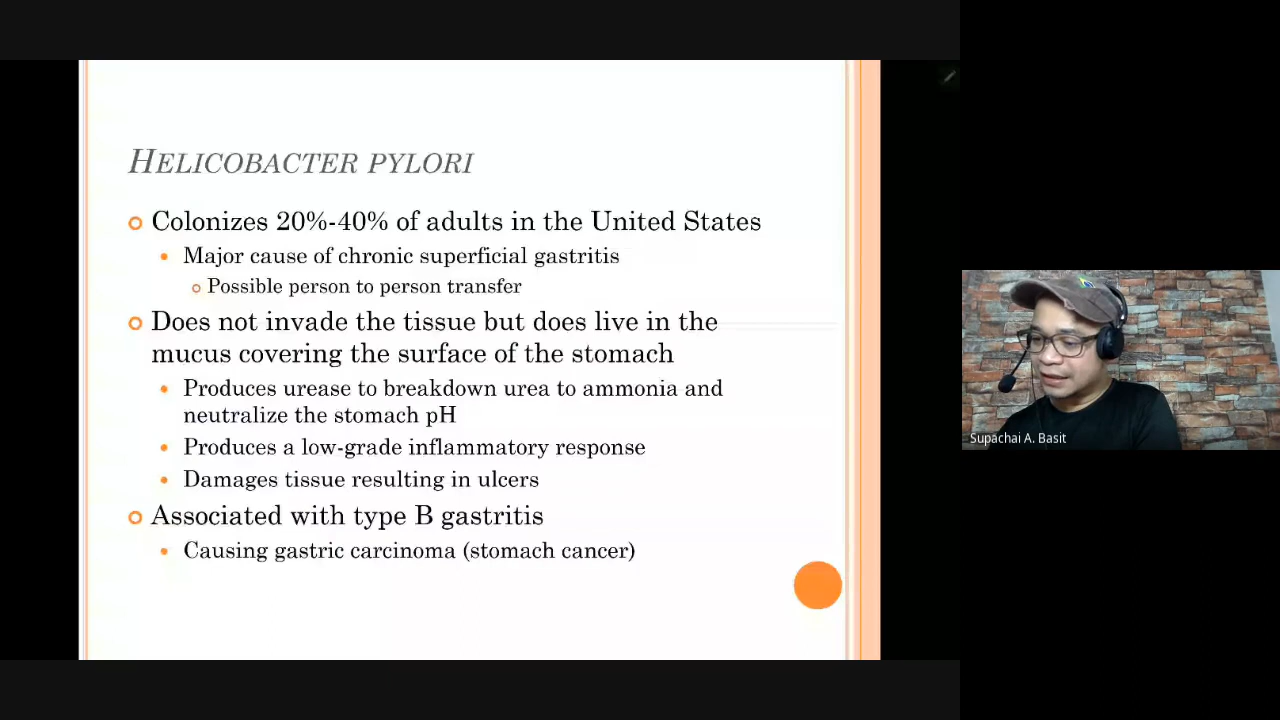 HELICOBACTER PYLORI
Colonizes 20%-40% of adults in the United States
Major cause of chronic superficial gastritis
Possible person to person transfer
Does not invade the tissue but does live in the
mucus covering the surface of the stomach
Produces urease to breakdown urea to ammonia and
neutralize the stomach pH
Produces a low-grade inflammatory response
Damages tissue resulting in ulcers
Associated with type B gastritis
Causing gastric carcinoma (stomach cancer)
Supachai A. Basit